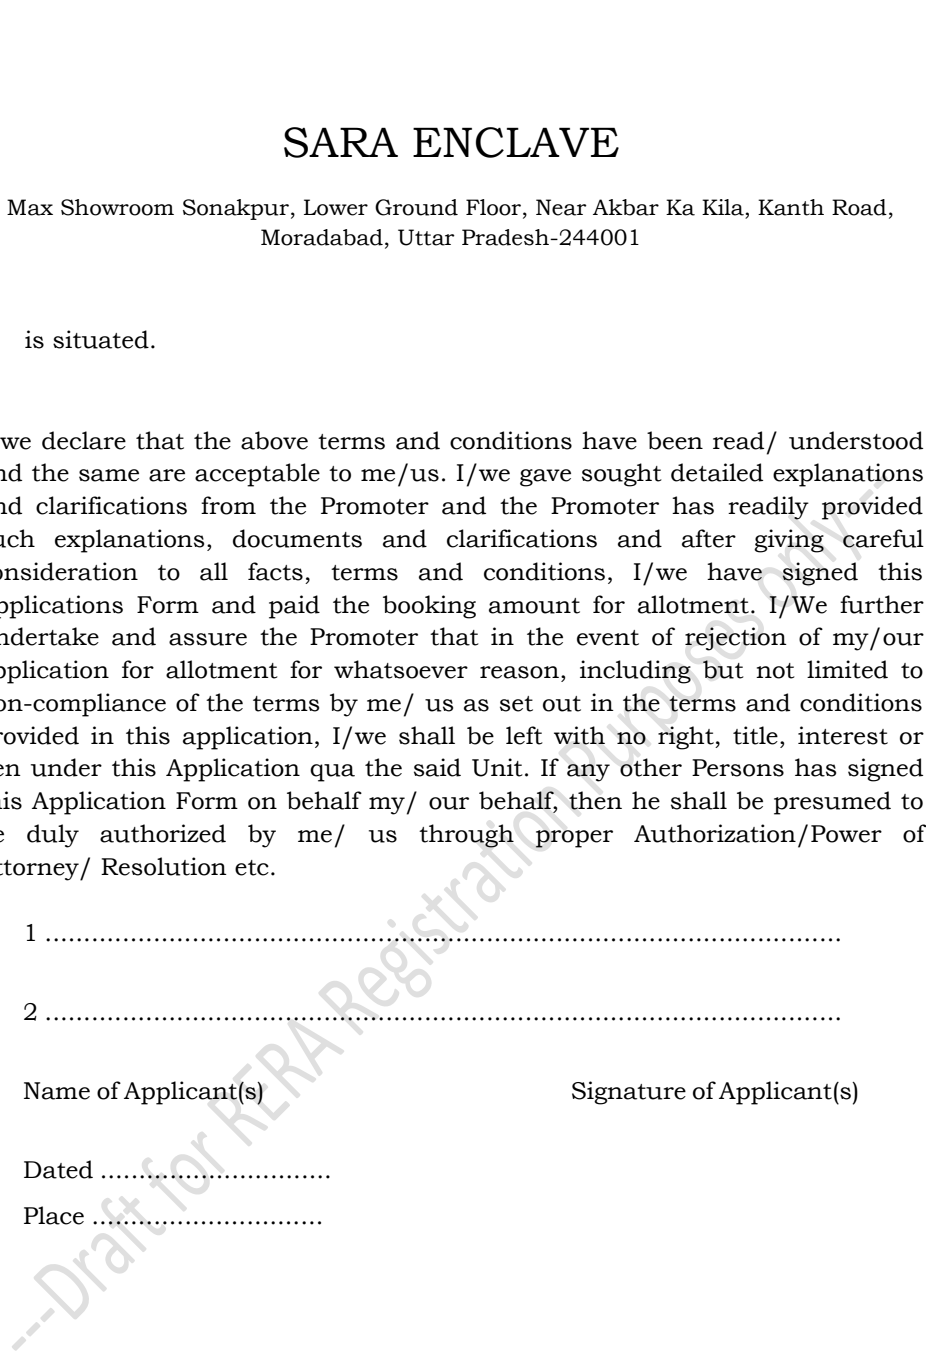 SARA ENCLAVE
Max Showroom Sonakpur, Lower Ground Floor, Near Akbar Ka Kila, Kanth Road,
Moradabad, Uttar Pradesh-244001
is situated.
we declare that the above terms and conditions have been read/ understood
nd the same are acceptable to me/us. I/we gave sought detailed explanations
nd clarifications from the Promoter and the Promoter has readily provided
uch explanations, documents and clarifications and after giving careful
onsideration to all facts, terms and conditions, I/we have signed this
pplications Form and paid the booking amount for allotment. I/We further
ndertake and assure the Promoter that in the event of rejection of my/our
pplication for allotment for whatsoever reason, including but not limited to
on-compliance of the terms by me/ us as set out in the terms and conditions
rovided in this application, I/we shall be left with no right, title, interest or
en under this Application qua the said Unit. If any other Persons has signed
his Application Form on behalf my/ our behalf, then he shall be presumed to
e duly authorized by me/ us through proper Authorization/Power of
ttorney/ Resolution etc.
1 ............................................................................................
2 ............................................................................................
Name of Applicant(s) Signature of Applicant(s)
Dated ..............................
Place ..............................
---Draft for RERA Registration Purposes only---